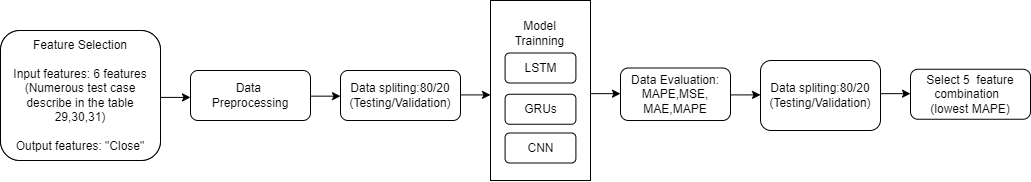 Feature Selection
Input features: 6 features
(Numerous test case
describe in the table
29,30,31)
Output features: "Close"
Data
Preprocessing
Data spliting:80/20
(Testing/Validation)
Model
Trainning
LSTM
GRUs
CNN
Data Evaluation:
MAPE,MSE,
MAE,MAPE
Data spliting:80/20
(Testing/Validation)
Select 5 feature
combination
(lowest MAPE)